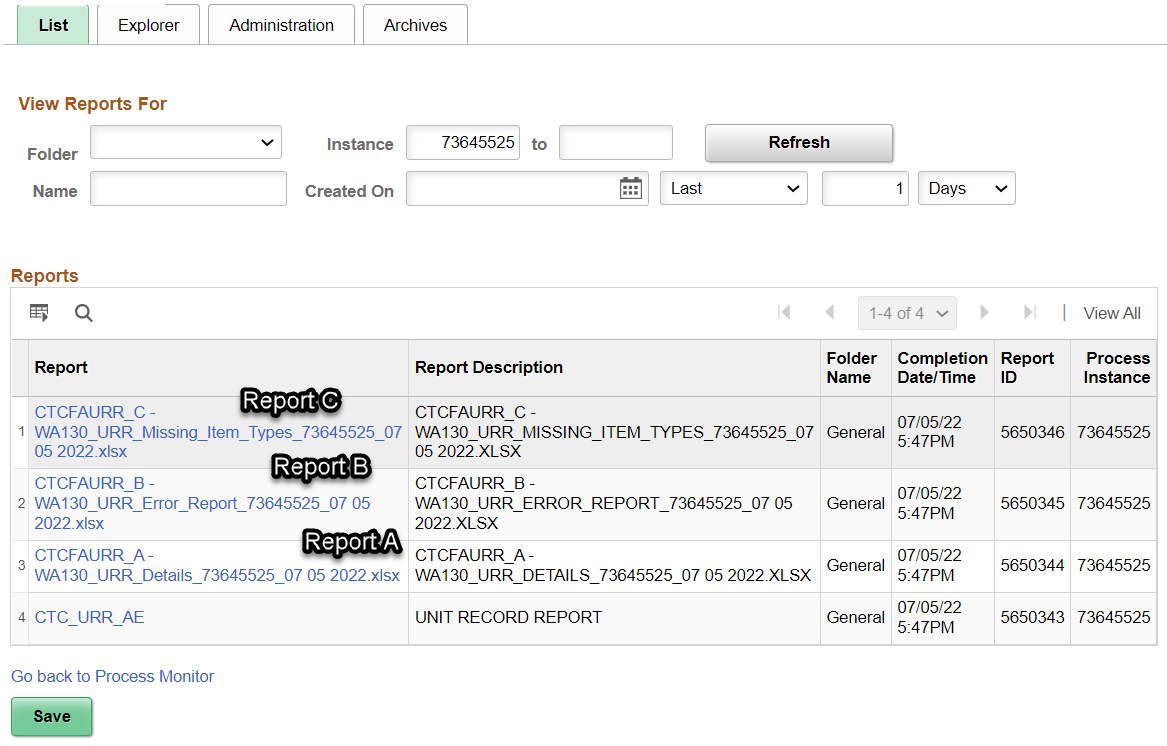 List Explorer Administration Archives
View Reports For
Folder Instance 73645525 to Refresh
Name Created On Last 1 Days
Reports
1-4 of 4 | View All
Report Report Description Folder Name Completion Date/Time Report ID Process Instance
Report C
1 CTCFAURR_C - CTCFAURR_C - 07/05/22
WA130_URR_Missing_Item_Types_73645525_07 WA130_URR_MISSING_ITEM_TYPES_73645525_07 General 5:47PM 5650346 73645525
05 2022.xlsx 05 2022.XLSX
Report B
2 CTCFAURR_B - CTCFAURR_B - 07/05/22
WA130_URR_Error_Report_73645525_07 05 WA130_URR_ERROR_REPORT_73645525_07 05 General 5:47PM 5650345 73645525
2022.xlsx 2022.XLSX
Report A
3 CTCFAURR_A - CTCFAURR_A - 07/05/22
WA130_URR_Details_73645525_07 05 2022.xlsx WA130_URR_DETAILS_73645525_07 05 2022.XLSX General 5:47PM 5650344 73645525
4 CTC_URR_AE UNIT RECORD REPORT General 07/05/22 5650343 73645525
5:47PM
Go back to Process Monitor
Save